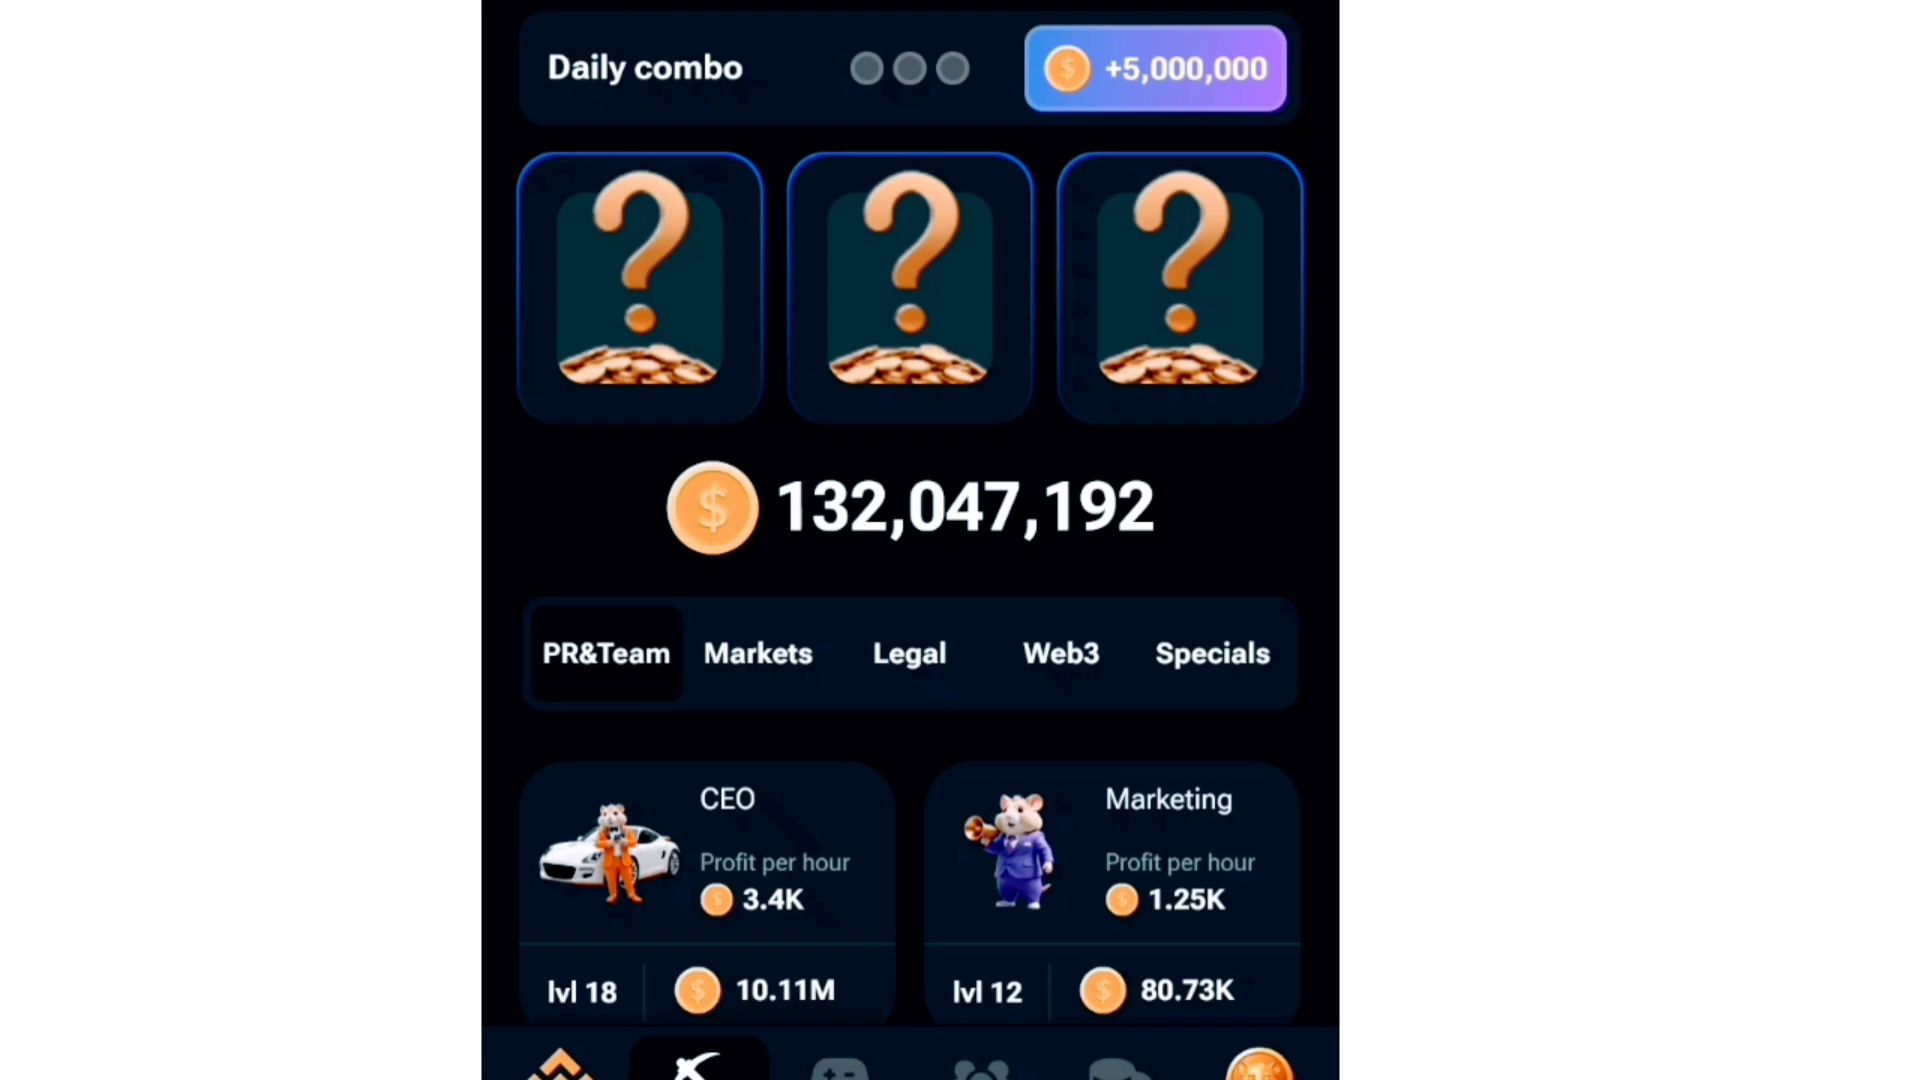 Daily combo
+5,000,000
132,047,192
PR&Team Markets Legal Web3 Specials
CEO
Profit per hour
3.4K
lvl 18
10.11M
Marketing
Profit per hour
1.25K
lvl 12
80.73K